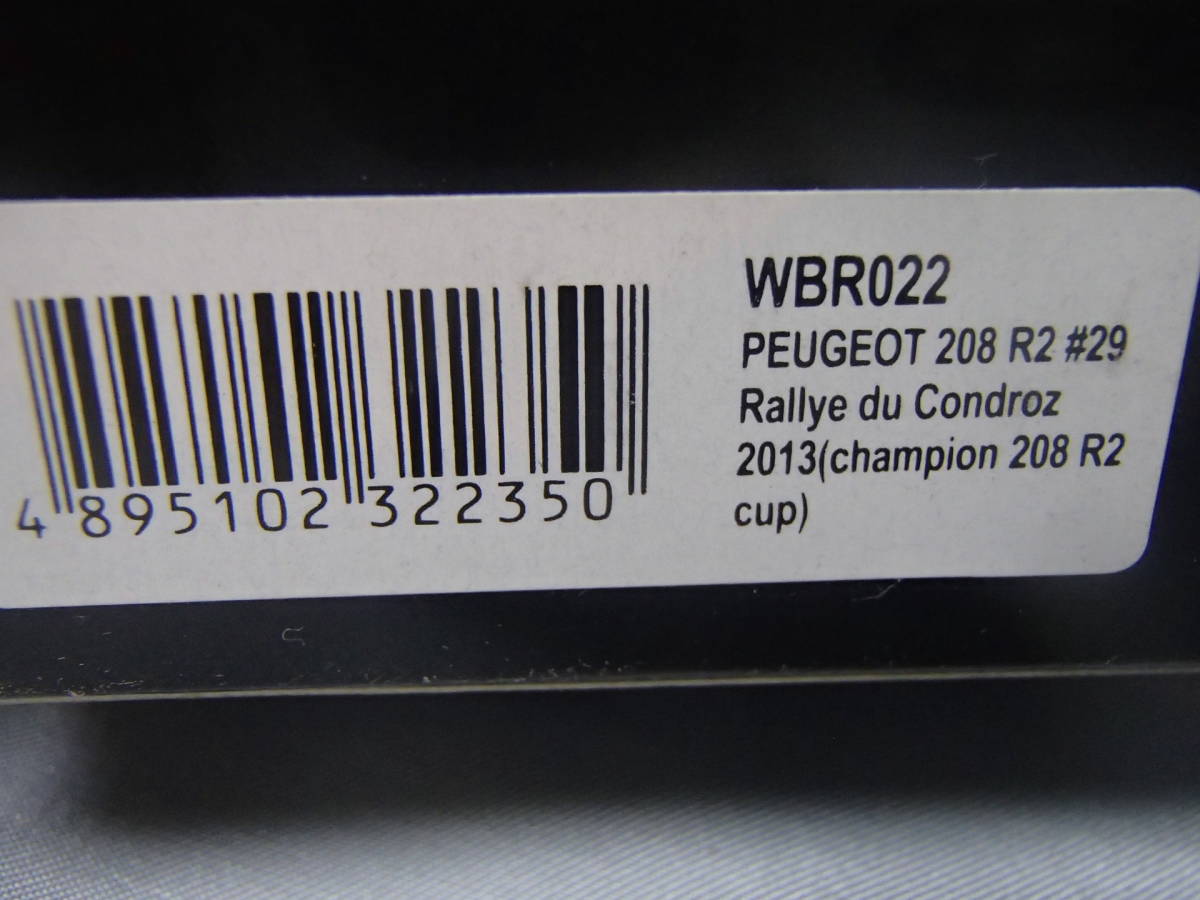 WBR022
PEUGEOT 208 R2 #29
Rallye du Condroz
2013(champion 208 R2
cup)
4 895102 322350